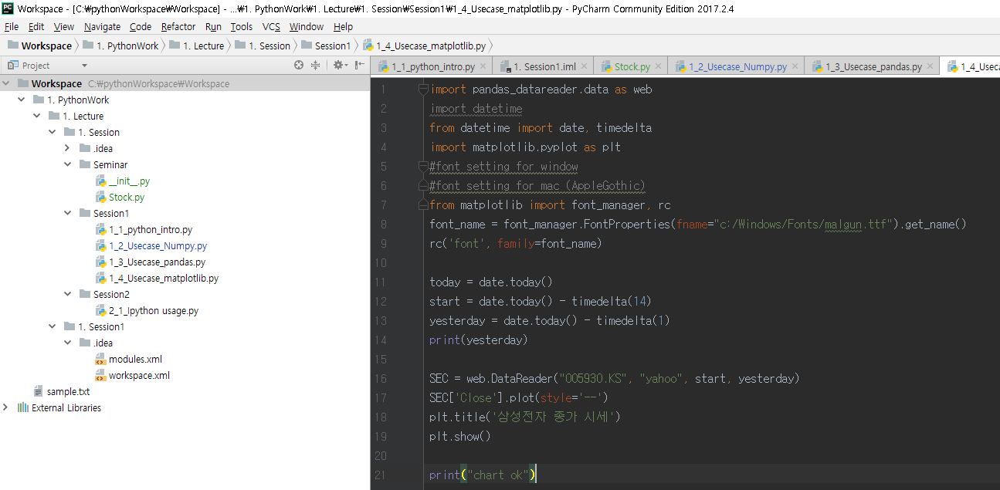 Workspace - [C:₩pythonWorkspace₩Workspace] - ...₩1. PythonWork₩1. Lecture₩1. Session₩Session1₩1_4_Usecase_matplotlib.py - PyCharm Community Edition 2017.2.4
File Edit View Navigate Code Refactor Run Tools VCS Window Help
Workspace 1. PythonWork 1. Lecture 1. Session Session1 1_4_Usecase_matplotlib.py
Project
1_1_python_intro.py 1. Session1.iml Stock.py 1_2_Usecase_Numpy.py 1_3_Usecase_pandas.py 1_4_Useca
Workspace C:₩pythonWorkspace₩Workspace
1. PythonWork
1. Lecture
1. Session
.idea
Seminar
__init__.py
Stock.py
Session1
1_1_python_intro.py
1_2_Usecase_Numpy.py
1_3_Usecase_pandas.py
1_4_Usecase_matplotlib.py
Session2
2_1_Ipython usage.py
1. Session1
.idea
modules.xml
workspace.xml
sample.txt
External Libraries
1 import pandas_datareader.data as web
2 import datetime
3 from datetime import date, timedelta
4 import matplotlib.pyplot as plt
5 #font setting for window
6 #font setting for mac (AppleGothic)
7 from matplotlib import font_manager, rc
8 font_name = font_manager.FontProperties(fname="c:/Windows/Fonts/malgun.ttf").get_name()
9 rc('font', family=font_name)
10
11 today = date.today()
12 start = date.today() - timedelta(14)
13 yesterday = date.today() - timedelta(1)
14 print(yesterday)
15
16 SEC = web.DataReader("005930.KS", "yahoo", start, yesterday)
17 SEC['Close'].plot(style='--')
18 plt.title('삼성전자 종가 시세')
19 plt.show()
20
21 print("chart ok")